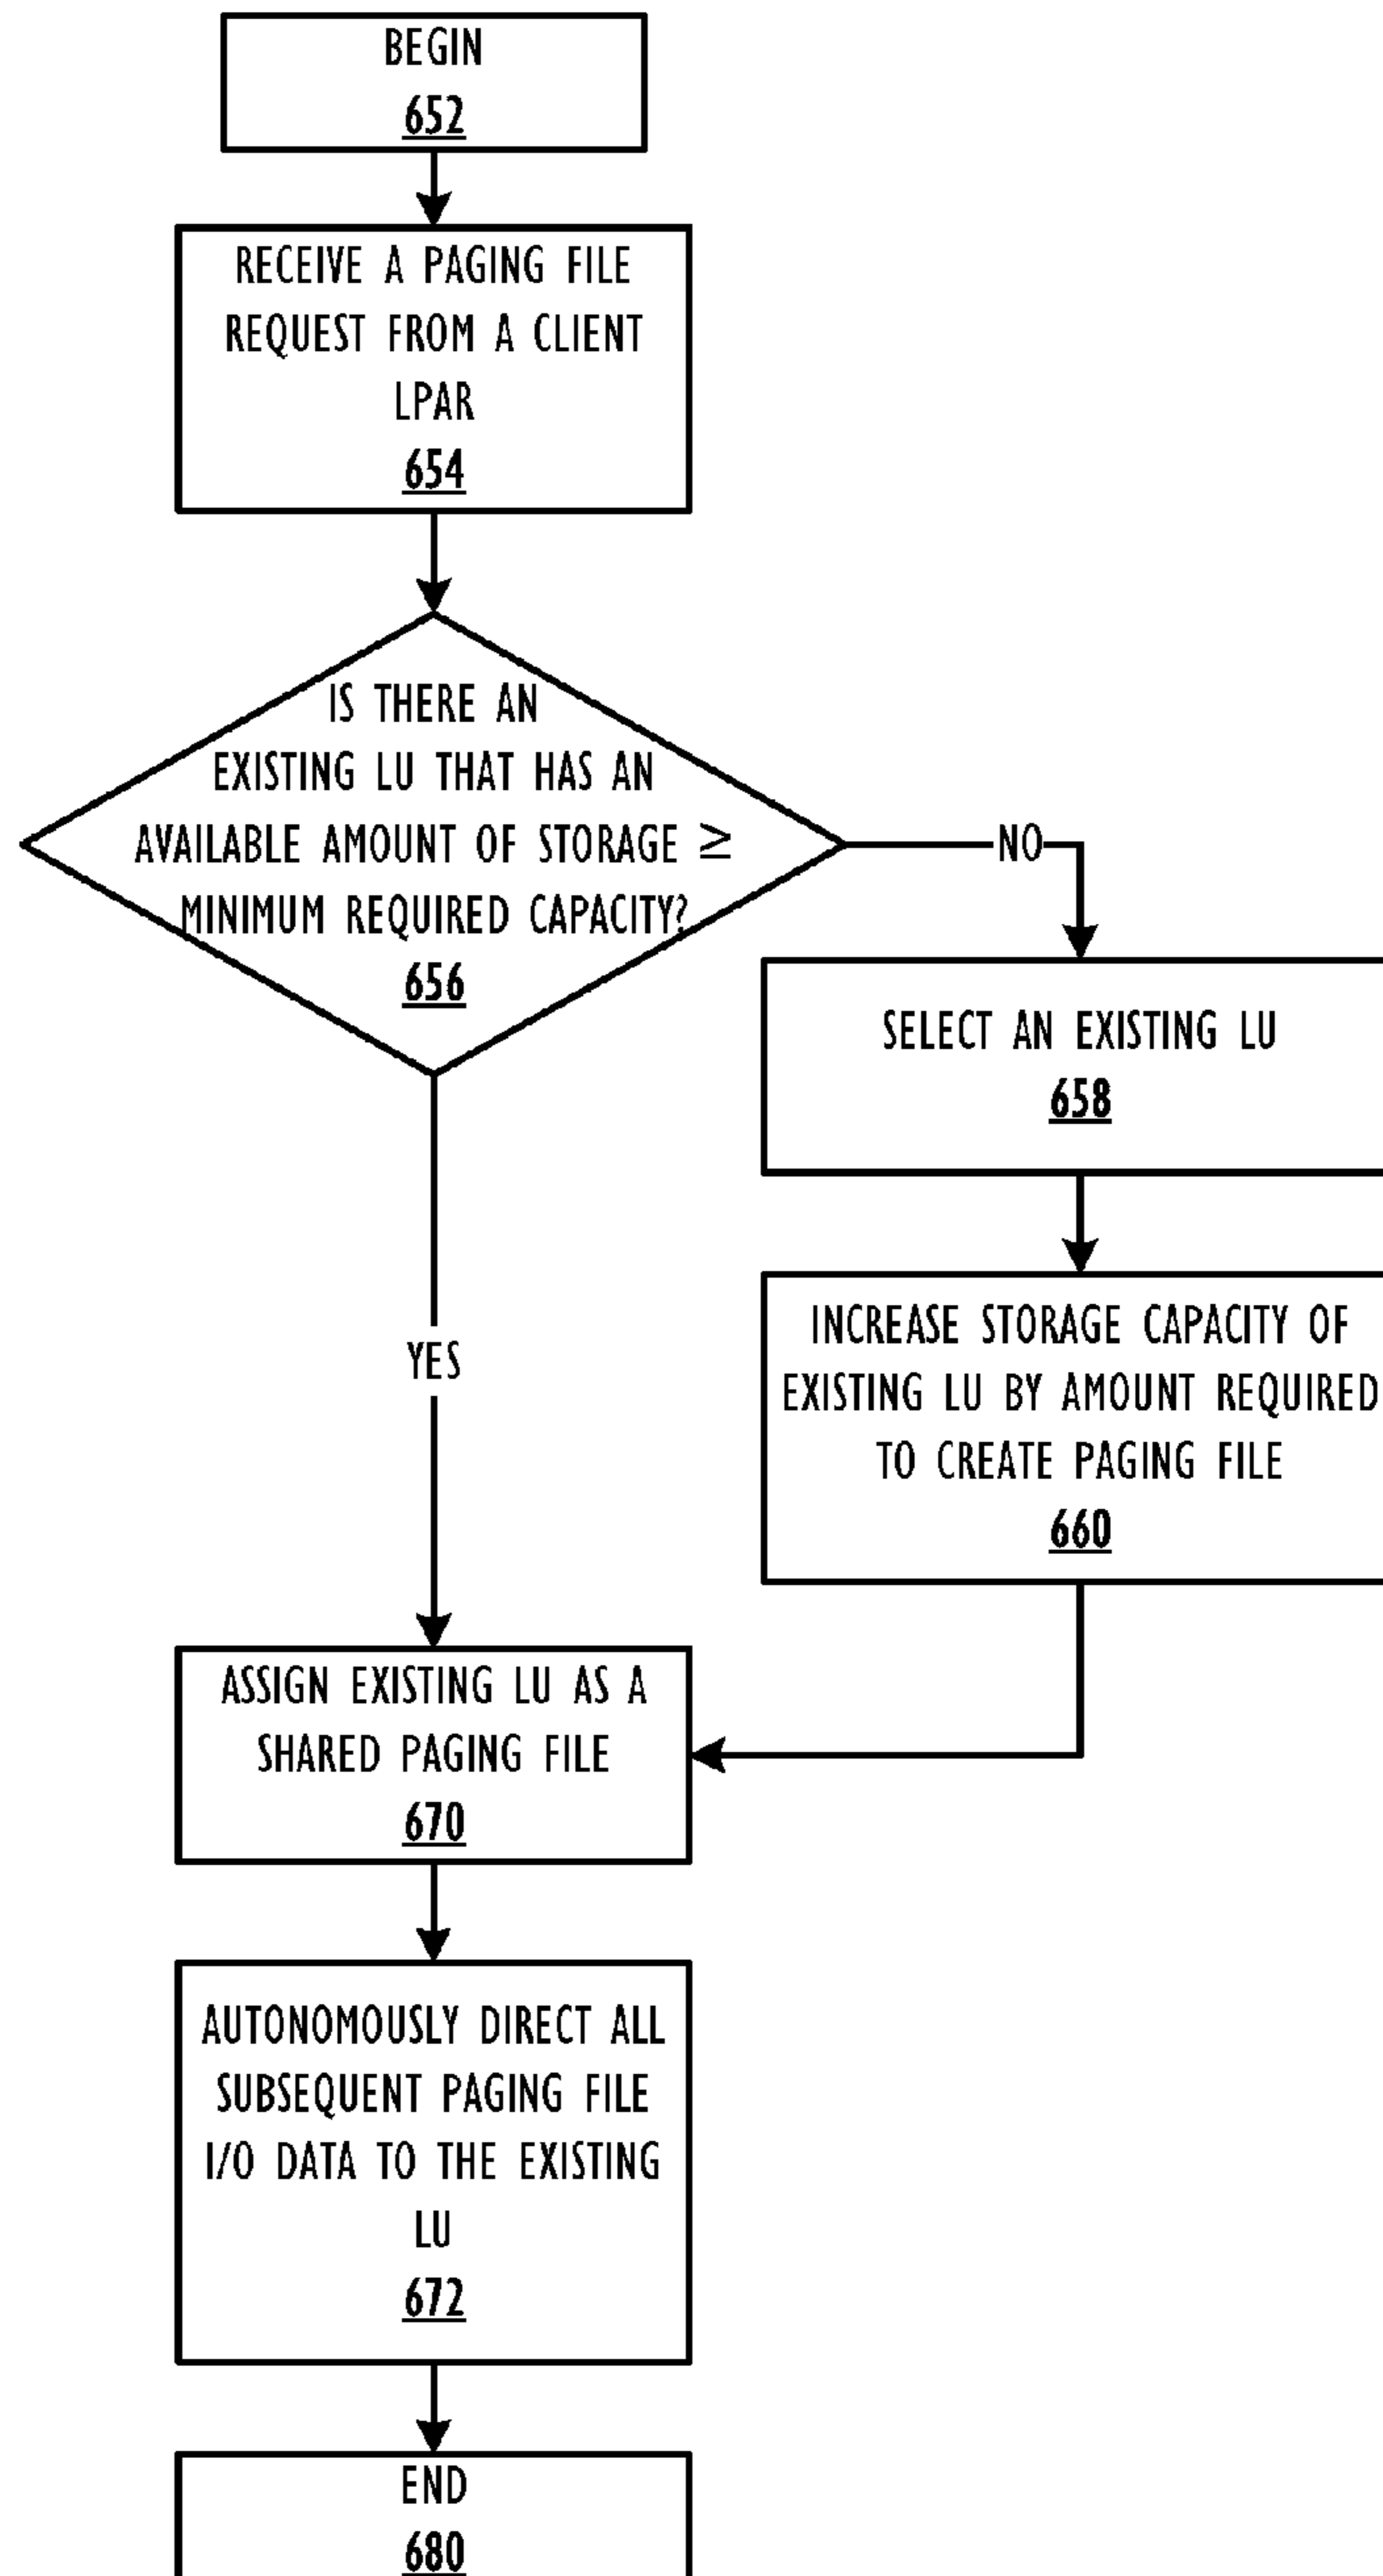 BEGIN
652
RECEIVE A PAGING FILE
REQUEST FROM A CLIENT
LPAR
654
IS THERE AN
EXISTING LU THAT HAS AN
AVAILABLE AMOUNT OF STORAGE ≥
MINIMUM REQUIRED CAPACITY?
656
NO
SELECT AN EXISTING LU
658
INCREASE STORAGE CAPACITY OF
EXISTING LU BY AMOUNT REQUIRED
TO CREATE PAGING FILE
660
YES
ASSIGN EXISTING LU AS A
SHARED PAGING FILE
670
AUTONOMOUSLY DIRECT ALL
SUBSEQUENT PAGING FILE
I/O DATA TO THE EXISTING
LU
672
END
680